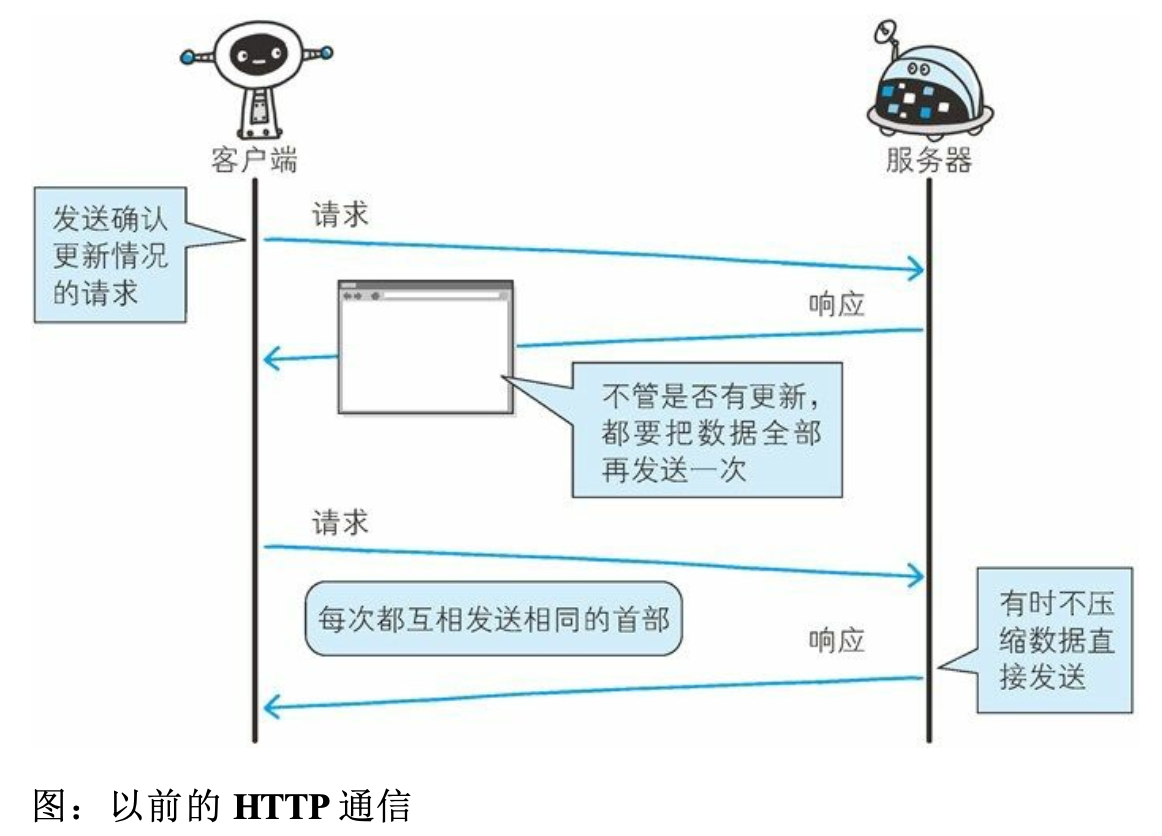 客户端
服务器
发送确认
更新情况
的请求
请求
响应
不管是否有更新，
都要把数据全部
再发送一次
请求
每次都互相发送相同的首部
响应
有时不压
缩数据直
接发送
图：以前的 HTTP 通信